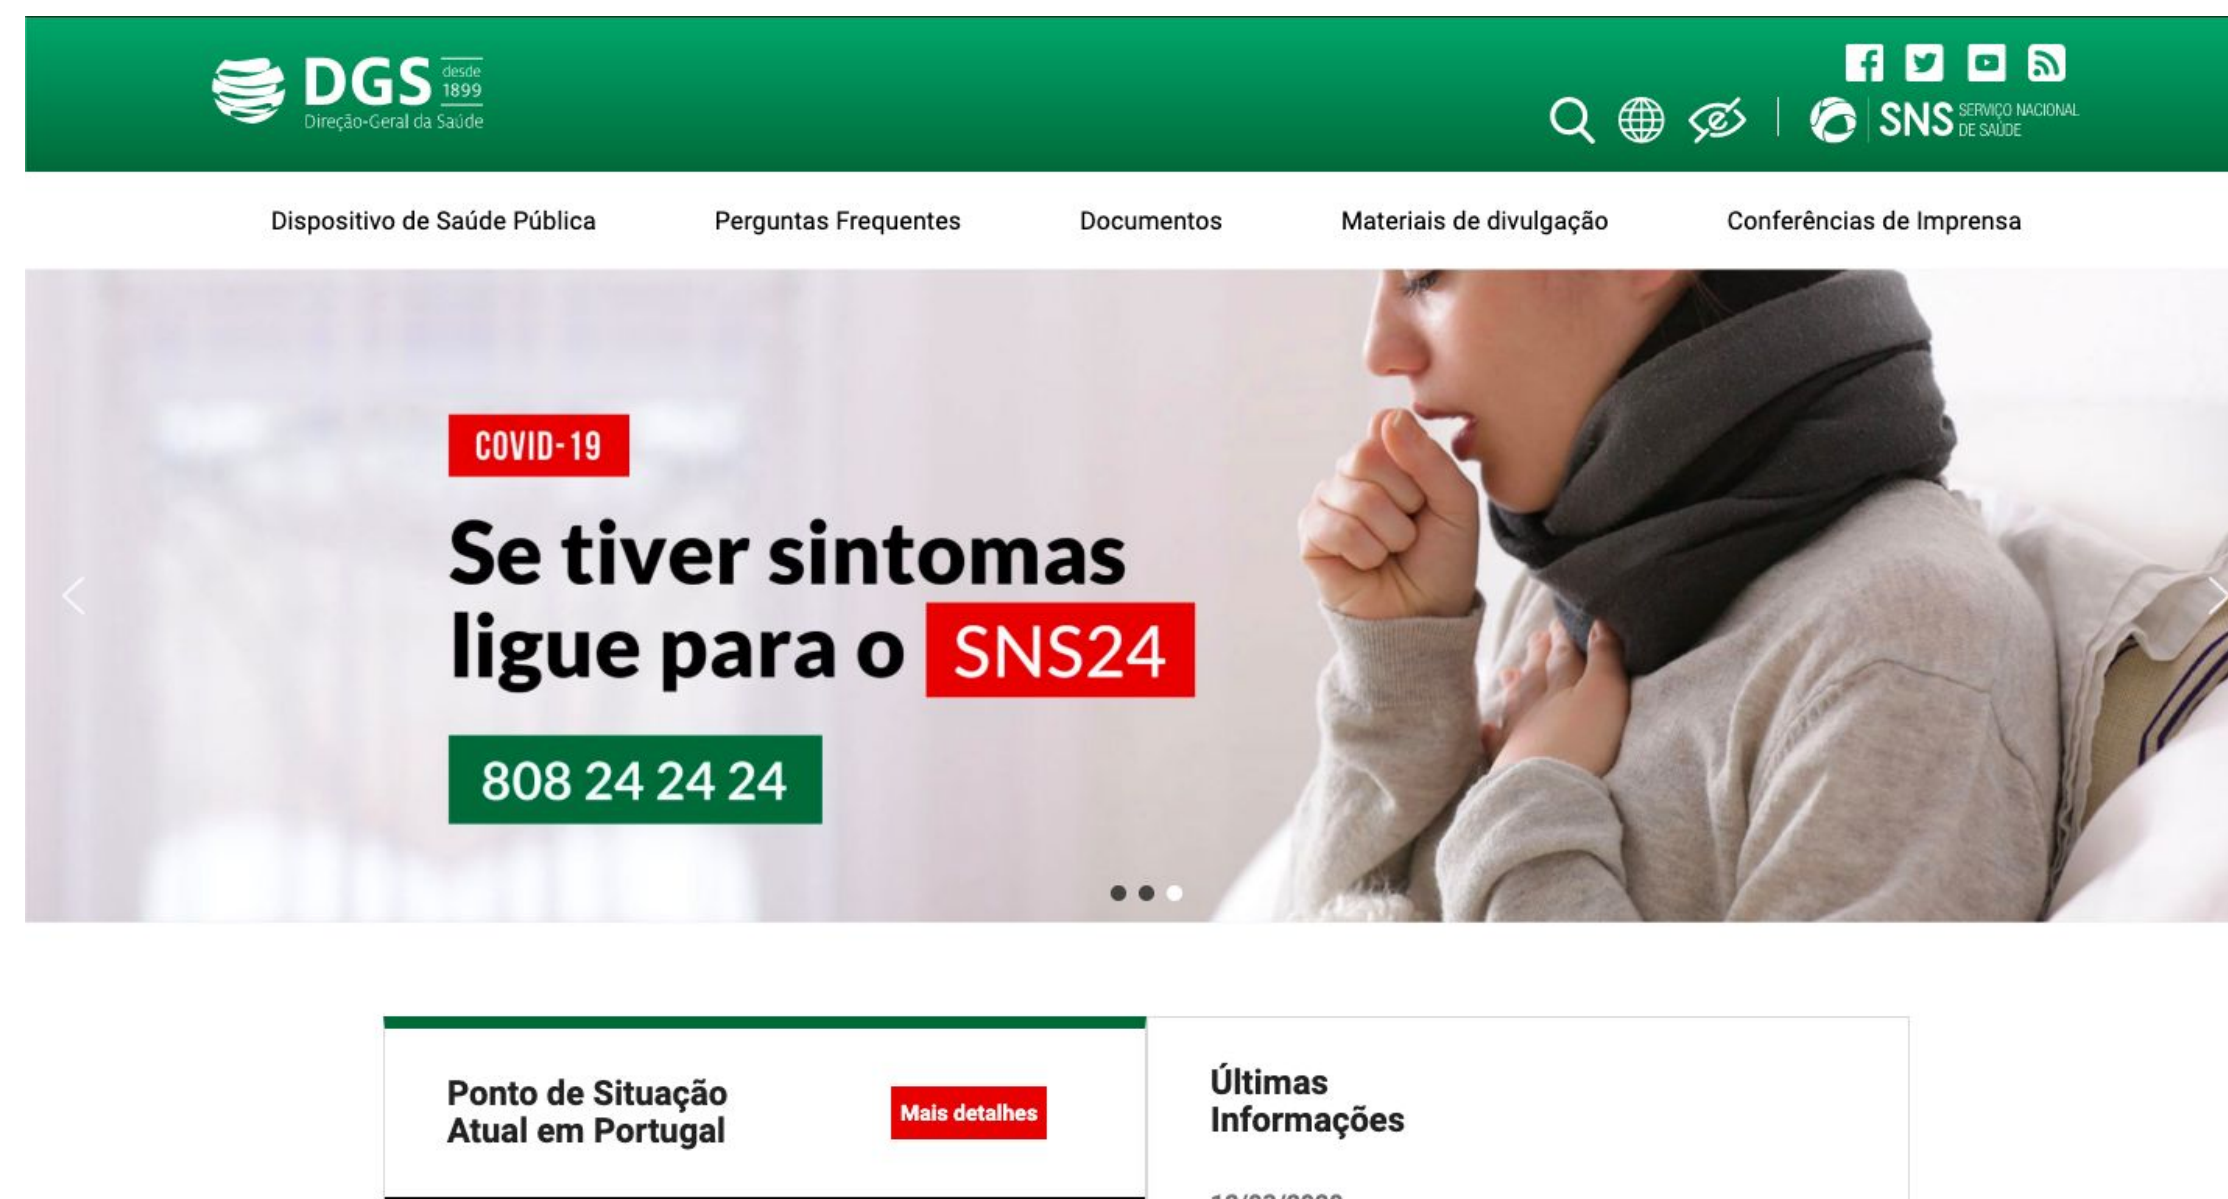 DGS desde 1899
Direção-Geral da Saúde
SNS SERVIÇO NACIONAL DE SAÚDE
Dispositivo de Saúde Pública
Perguntas Frequentes
Documentos
Materiais de divulgação
Conferências de Imprensa
COVID-19
Se tiver sintomas
ligue para o SNS24
808 24 24 24
Ponto de Situação
Atual em Portugal
Mais detalhes
Últimas
Informações